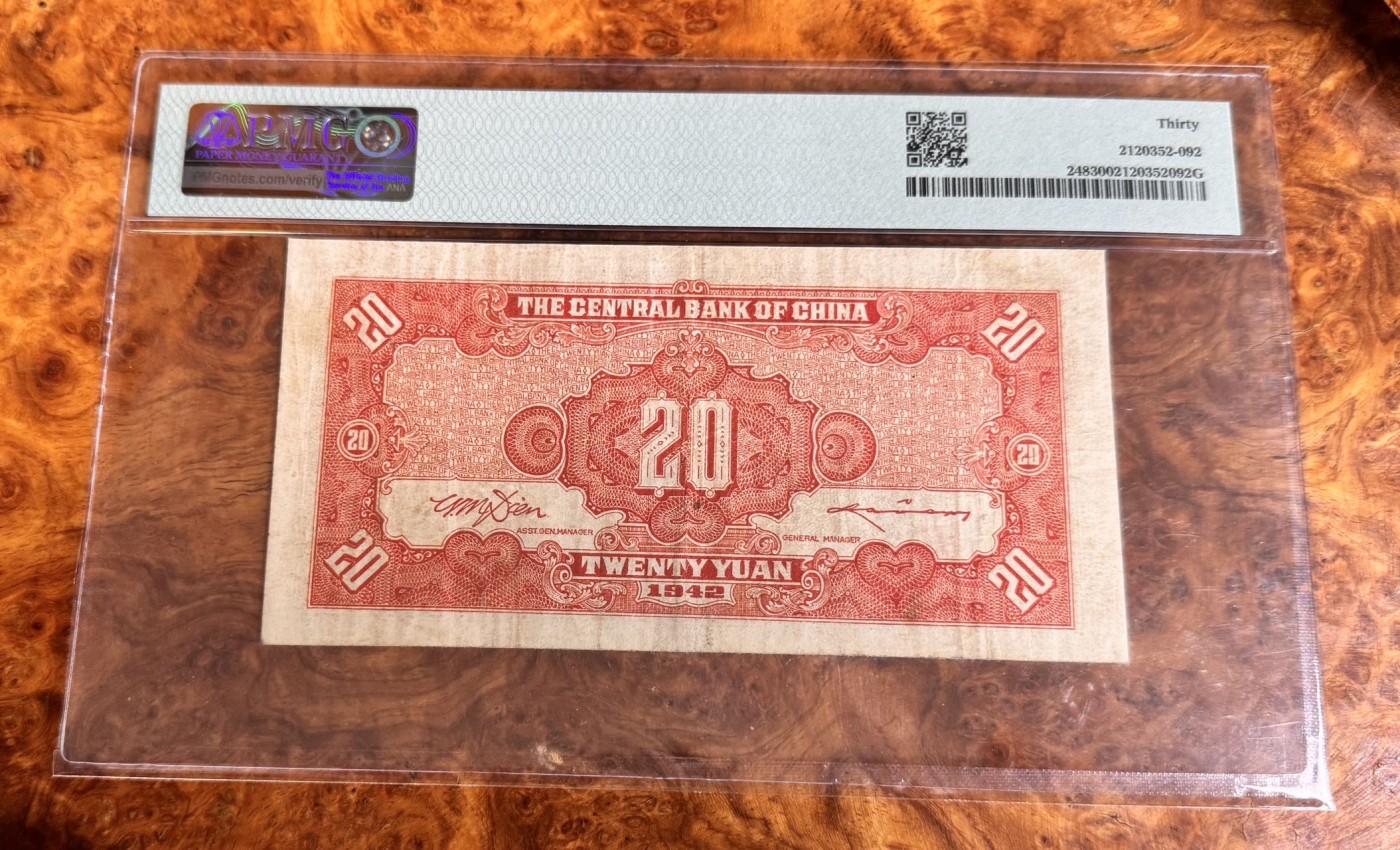 PMG
PAPER MONEY GUARANTY
PMGnotes.com/verify
ANA
Thirty
2120352-092
2483002120352092G
THE CENTRAL BANK OF CHINA
20
20
20
20
20
ASST.GEN.MANAGER
GENERAL MANAGER
20
20
TWENTY YUAN
1942